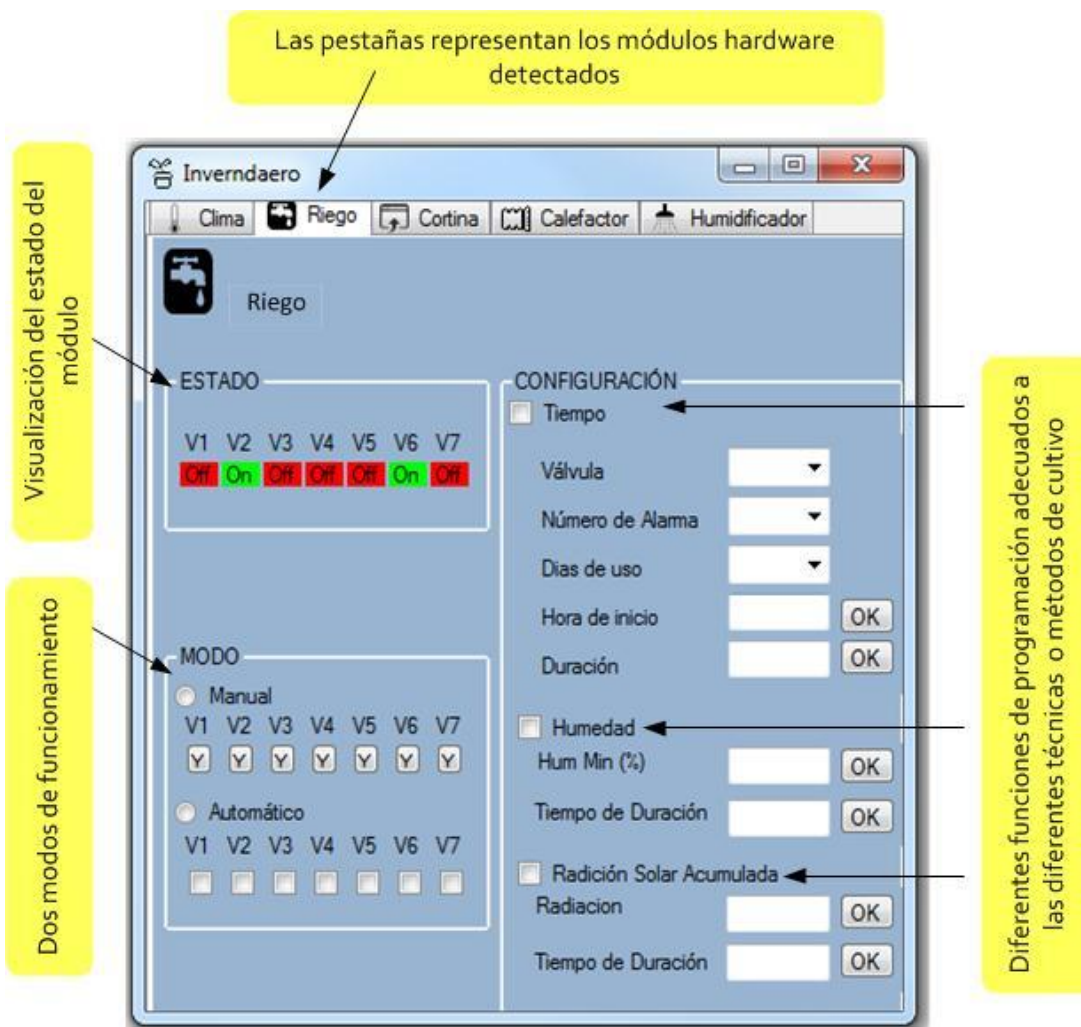 Las pestañas representan los módulos hardware
detectados
Visualización del estado del
módulo
Dos modos de funcionamiento
Inverndaero
Clima Riego Cortina Calefactor Humidificador
Riego
ESTADO
V1 V2 V3 V4 V5 V6 V7
Off On Off Off Off On Off
MODO
Manual
V1 V2 V3 V4 V5 V6 V7
Y Y Y Y Y Y Y
Automático
V1 V2 V3 V4 V5 V6 V7
CONFIGURACIÓN
Tiempo
Válvula
Número de Alarma
Dias de uso
Hora de inicio OK
Duración OK
Humedad
Hum Min (%) OK
Tiempo de Duración OK
Radición Solar Acumulada
Radiacion OK
Tiempo de Duración OK
Diferentes funciones de programación adecuados a
las diferentes técnicas o métodos de cultivo